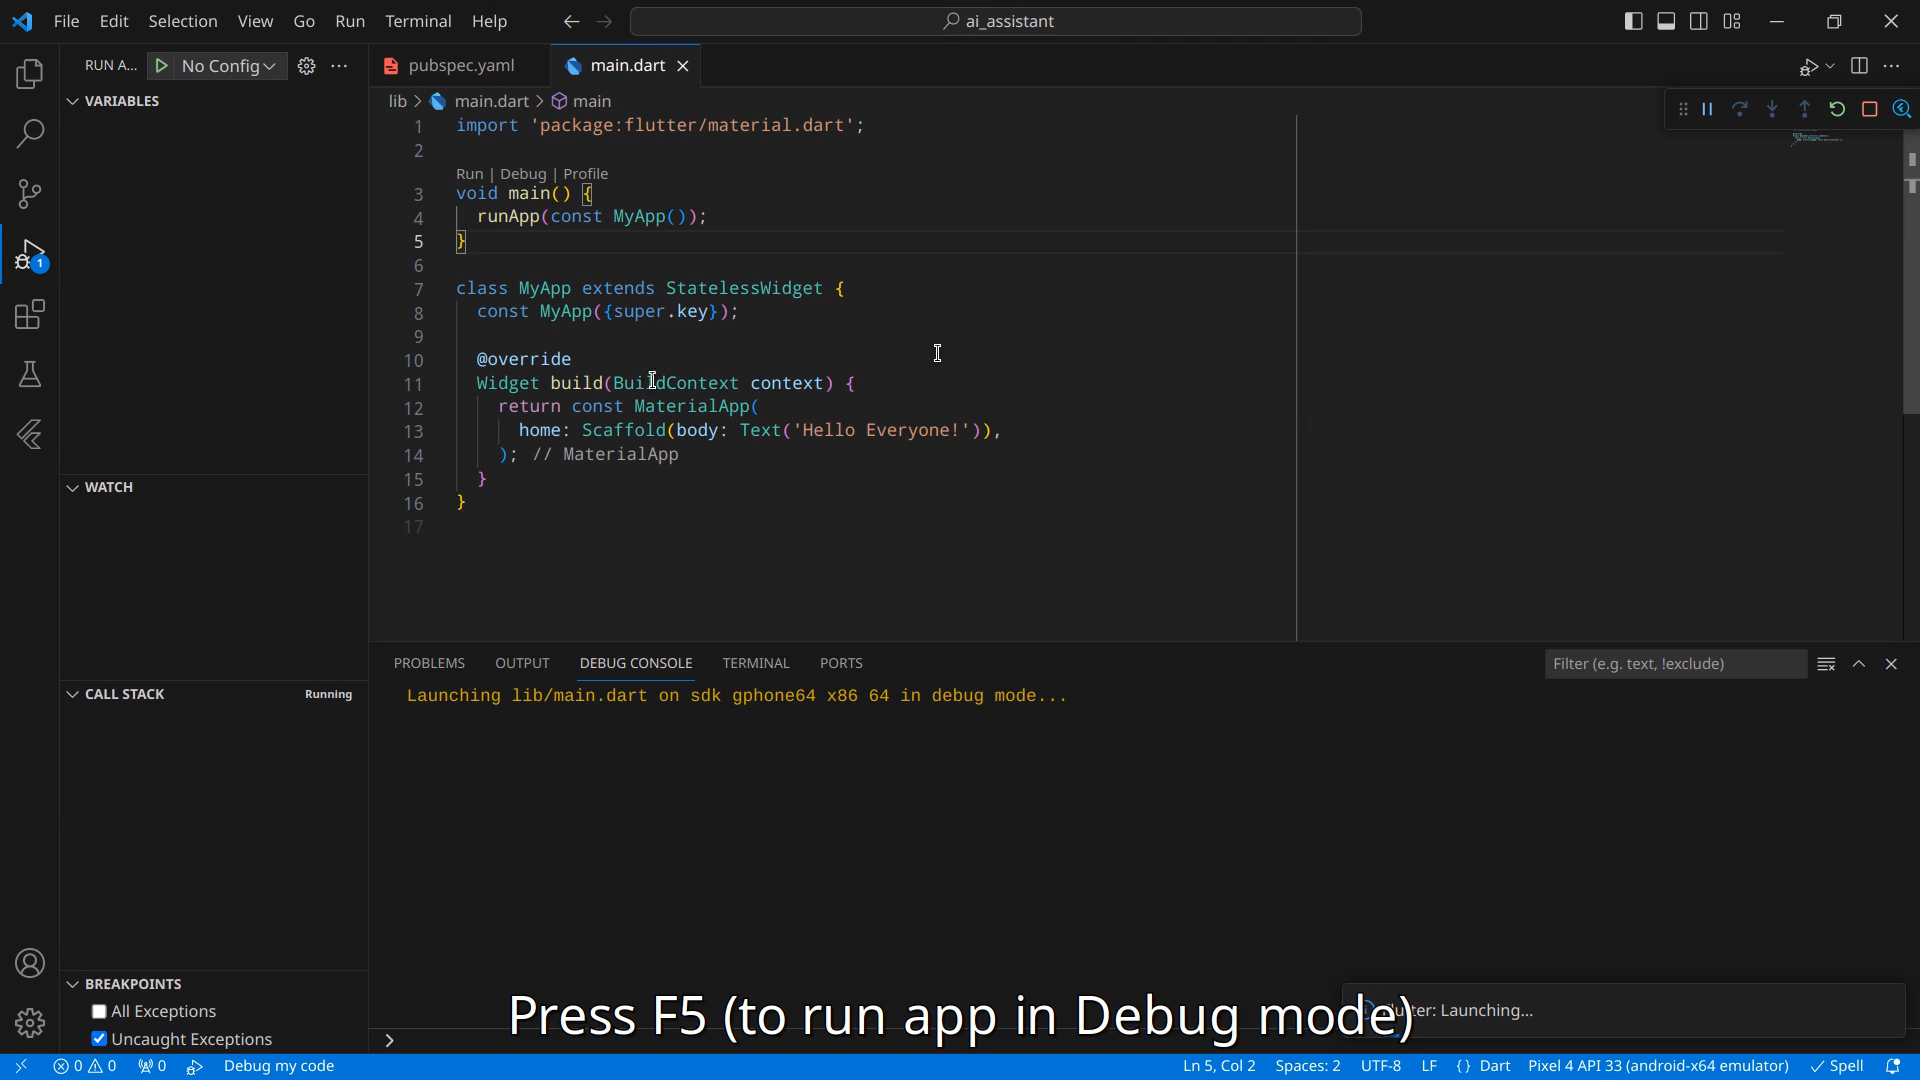 File Edit Selection View Go Run Terminal Help
ai_assistant
RUN A... No Config
pubspec.yaml
main.dart
VARIABLES
lib > main.dart > main
1 import 'package:flutter/material.dart';
2
Run | Debug | Profile
3 void main() {
4 runApp(const MyApp());
5 }
6
7 class MyApp extends StatelessWidget {
8 const MyApp({super.key});
9
10 @override
11 Widget build(BuildContext context) {
12 return const MaterialApp(
13 home: Scaffold(body: Text('Hello Everyone!')),
14 ); // MaterialApp
15 }
16 }
17
WATCH
CALL STACK Running
BREAKPOINTS
All Exceptions
Uncaught Exceptions
1
PROBLEMS OUTPUT DEBUG CONSOLE TERMINAL PORTS
Filter (e.g. text, !exclude)
Launching lib/main.dart on sdk gphone64 x86 64 in debug mode...
Flutter: Launching...
Press F5 (to run app in Debug mode)
0 0 0 Debug my code Ln 5, Col 2 Spaces: 2 UTF-8 LF {} Dart Pixel 4 API 33 (android-x64 emulator) Spell